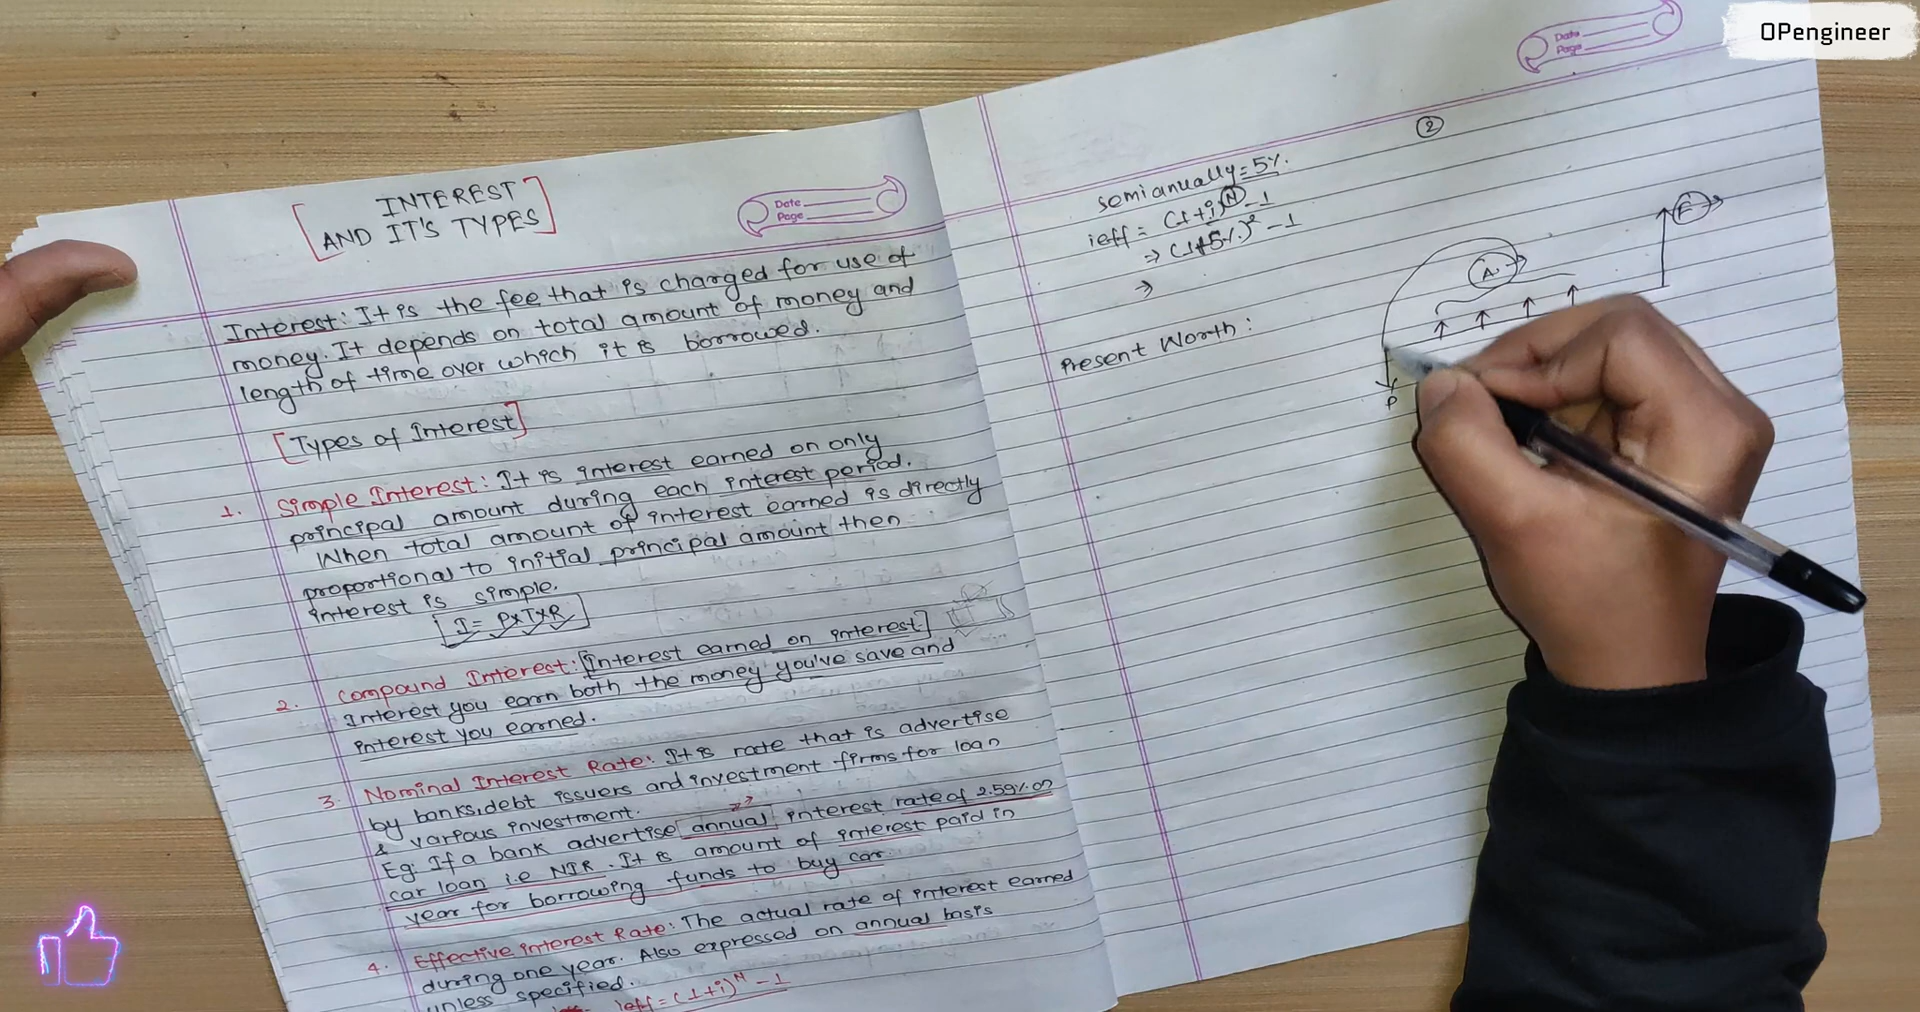 OPengineer
INTEREST
AND IT'S TYPES
Date
Page
Interest: It is the fee that is charged for use of
money. It depends on total amount of money and
length of time over which it is borrowed.
Types of Interest
1. Simple Interest: It is interest earned on only
principal amount during each interest period.
When total amount of interest earned is directly
proportional to initial principal amount then
interest is simple.
I = P×T×R
2. Compound Interest: Interest earned on interest
Interest you earn both the money you've save and
interest you earned.
3. Nominal Interest Rate: It is rate that is advertise
by banks, debt issuers and investment firms for loan
& various investment.
Eg: If a bank advertise annual interest rate of 2.59% on
car loan i.e NIR. It is amount of interest paid in
year for borrowing funds to buy car.
4. Effective interest Rate: The actual rate of interest earned
during one year. Also expressed on annual basis
unless specified.
ieff = (1+i)^N - 1
Date
Page
2
semianually = 5%.
ieff = (1+i)^N - 1
⇒ (1+5%)^2 - 1
⇒
Present Worth:
A
F
P